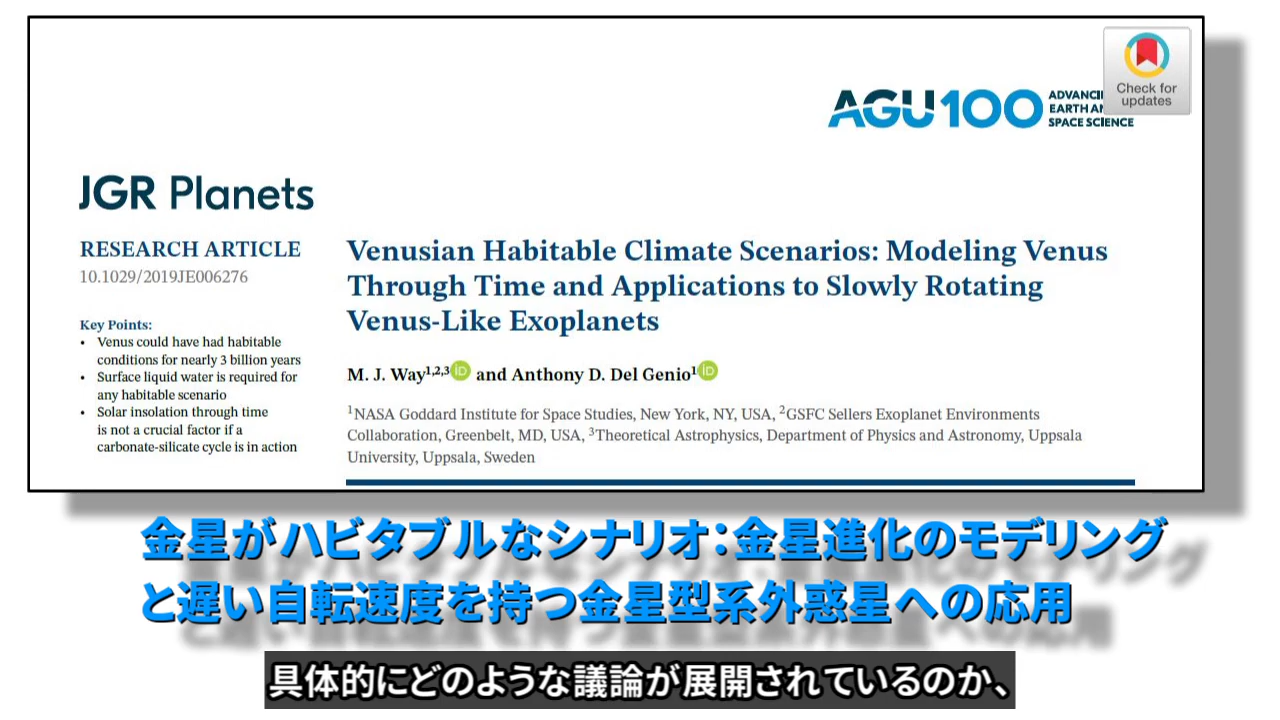 Check for
updates
AGU100
ADVANCI
EARTH A
SPACE SCIENCE
JGR Planets
RESEARCH ARTICLE
10.1029/2019JE006276
Key Points:
• Venus could have had habitable
conditions for nearly 3 billion years
• Surface liquid water is required for
any habitable scenario
• Solar insolation through time
is not a crucial factor if a
carbonate-silicate cycle is in action
Venusian Habitable Climate Scenarios: Modeling Venus
Through Time and Applications to Slowly Rotating
Venus-Like Exoplanets
M. J. Way1,2,3 iD and Anthony D. Del Genio1 iD
1NASA Goddard Institute for Space Studies, New York, NY, USA, 2GSFC Sellers Exoplanet Environments
Collaboration, Greenbelt, MD, USA, 3Theoretical Astrophysics, Department of Physics and Astronomy, Uppsala
University, Uppsala, Sweden
金星がハビタブルなシナリオ：金星進化のモデリング
と遅い自転速度を持つ金星型系外惑星への応用
具体的にどのような議論が展開されているのか、